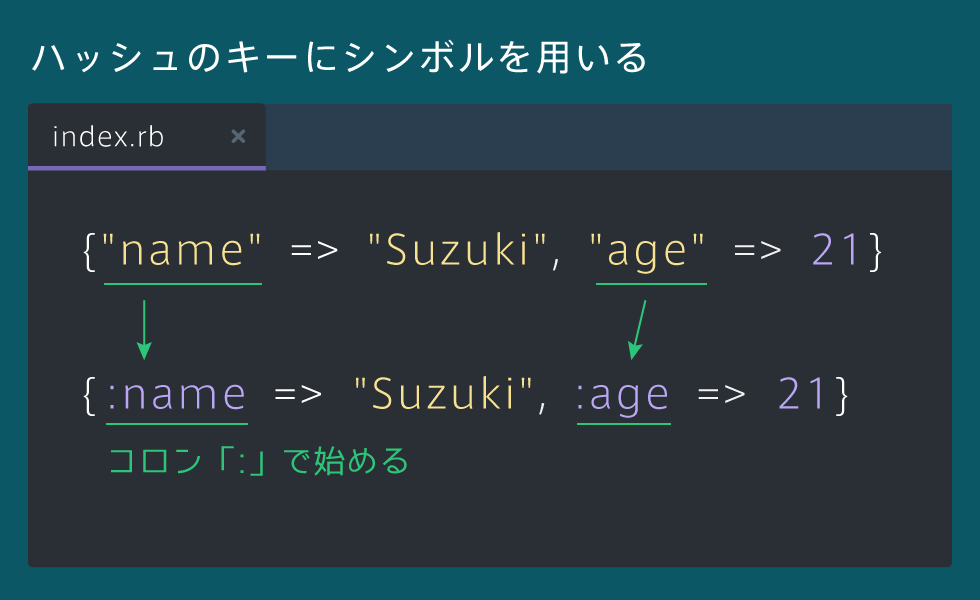 ハッシュのキーにシンボルを用いる
index.rb ×
{"name" => "Suzuki", "age" => 21}
{:name => "Suzuki", :age => 21}
コロン「:」で始める